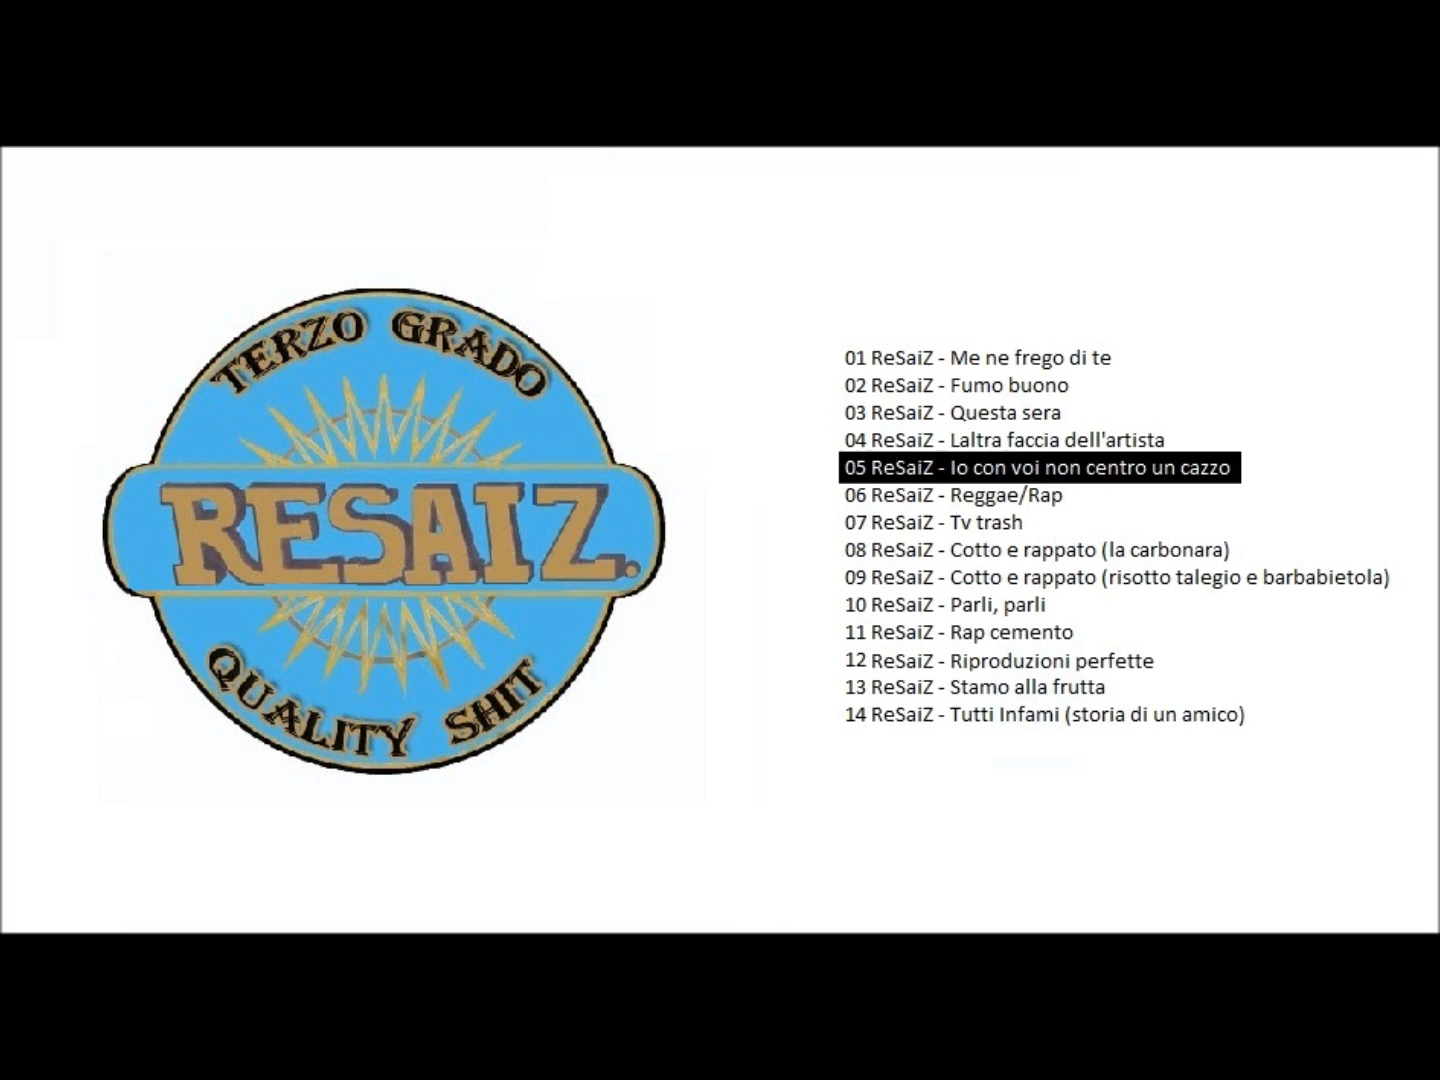 TERZO GRADO
RESAIZ.
QUALITY SHIT
01 ReSaiZ - Me ne frego di te
02 ReSaiZ - Fumo buono
03 ReSaiZ - Questa sera
04 ReSaiZ - Laltra faccia dell'artista
05 ReSaiZ - Io con voi non centro un cazzo
06 ReSaiZ - Reggae/Rap
07 ReSaiZ - Tv trash
08 ReSaiZ - Cotto e rappato (la carbonara)
09 ReSaiZ - Cotto e rappato (risotto talegio e barbabietola)
10 ReSaiZ - Parli, parli
11 ReSaiZ - Rap cemento
12 ReSaiZ - Riproduzioni perfette
13 ReSaiZ - Stamo alla frutta
14 ReSaiZ - Tutti Infami (storia di un amico)